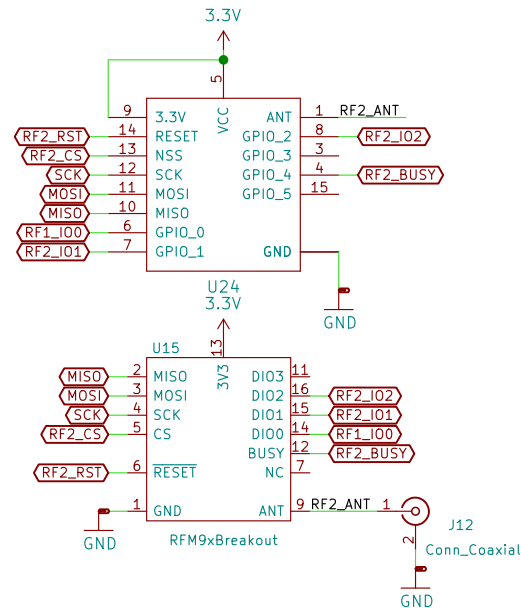 3.3V
5
VCC
9 3.3V ANT 1 RF2_ANT
RF2_RST 14 RESET GPIO_2 8 RF2_IO2
RF2_CS 13 NSS GPIO_3 3
SCK 12 SCK GPIO_4 4 RF2_BUSY
MOSI 11 MOSI GPIO_5 15
MISO 10 MISO
RF1_IO0 6 GPIO_0
RF2_IO1 7 GPIO_1 GND
U24
GND
3.3V
U15 13
3V3
MISO 2 MISO DIO3 11
MOSI 3 MOSI DIO2 16 RF2_IO2
SCK 4 SCK DIO1 15 RF2_IO1
RF2_CS 5 CS DIO0 14 RF1_IO0
BUSY 12 RF2_BUSY
RF2_RST 6 RESET NC 7
1 GND ANT 9 RF2_ANT 1
GND
RFM9xBreakout
J12
Conn_Coaxial
2
GND